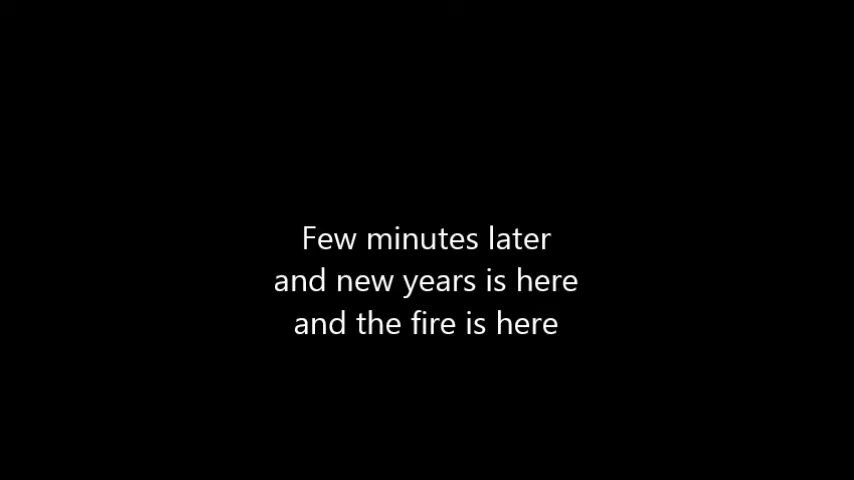 Few minutes later
and new years is here
and the fire is here